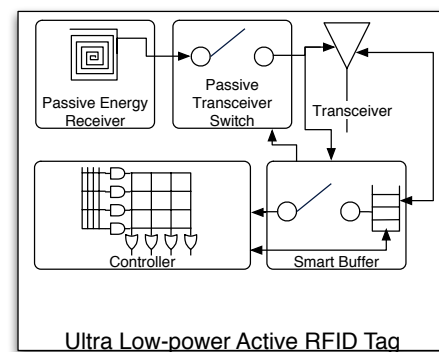 Passive Energy
Receiver
Passive
Transceiver
Switch
Transceiver
Controller
Smart Buffer
Ultra Low-power Active RFID Tag